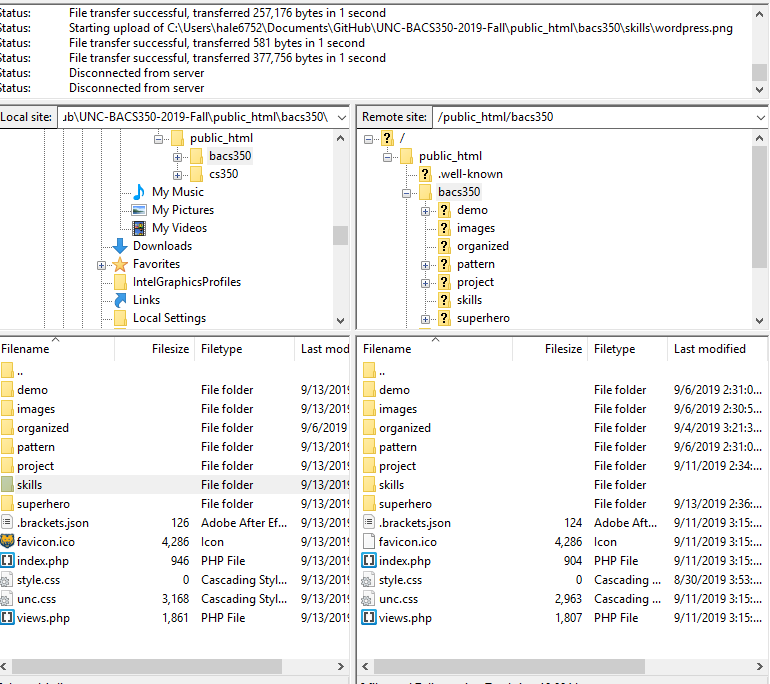 Status: File transfer successful, transferred 257,176 bytes in 1 second
Status: Starting upload of C:\Users\hale6752\Documents\GitHub\UNC-BACS350-2019-Fall\public_html\bacs350\skills\wordpress.png
Status: File transfer successful, transferred 581 bytes in 1 second
Status: File transfer successful, transferred 377,756 bytes in 1 second
Status: Disconnected from server
Status: Disconnected from server
Local site: ub\UNC-BACS350-2019-Fall\public_html\bacs350\
public_html
bacs350
cs350
My Music
My Pictures
My Videos
Downloads
Favorites
IntelGraphicsProfiles
Links
Local Settings
Remote site: /public_html/bacs350
/
public_html
.well-known
bacs350
demo
images
organized
pattern
project
skills
superhero
Filename Filesize Filetype Last mod
..
demo File folder 9/13/2019
images File folder 9/13/2019
organized File folder 9/6/2019
pattern File folder 9/13/2019
project File folder 9/13/2019
skills File folder 9/13/2019
superhero File folder 9/13/2019
.brackets.json 126 Adobe After Ef... 9/13/2019
favicon.ico 4,286 Icon 9/13/2019
index.php 946 PHP File 9/13/2019
style.css 0 Cascading Styl... 9/13/2019
unc.css 3,168 Cascading Styl... 9/13/2019
views.php 1,861 PHP File 9/13/2019
Filename Filesize Filetype Last modified
..
demo File folder 9/6/2019 2:31:0...
images File folder 9/6/2019 2:30:5...
organized File folder 9/4/2019 3:21:3...
pattern File folder 9/6/2019 2:31:0...
project File folder 9/11/2019 2:34:...
skills File folder
superhero File folder 9/13/2019 2:36:...
.brackets.json 124 Adobe Aft... 9/11/2019 3:15:...
favicon.ico 4,286 Icon 9/11/2019 3:15:...
index.php 904 PHP File 9/11/2019 3:15:...
style.css 0 Cascading ... 8/30/2019 3:53:...
unc.css 2,963 Cascading ... 9/11/2019 3:15:...
views.php 1,807 PHP File 9/11/2019 3:15:...